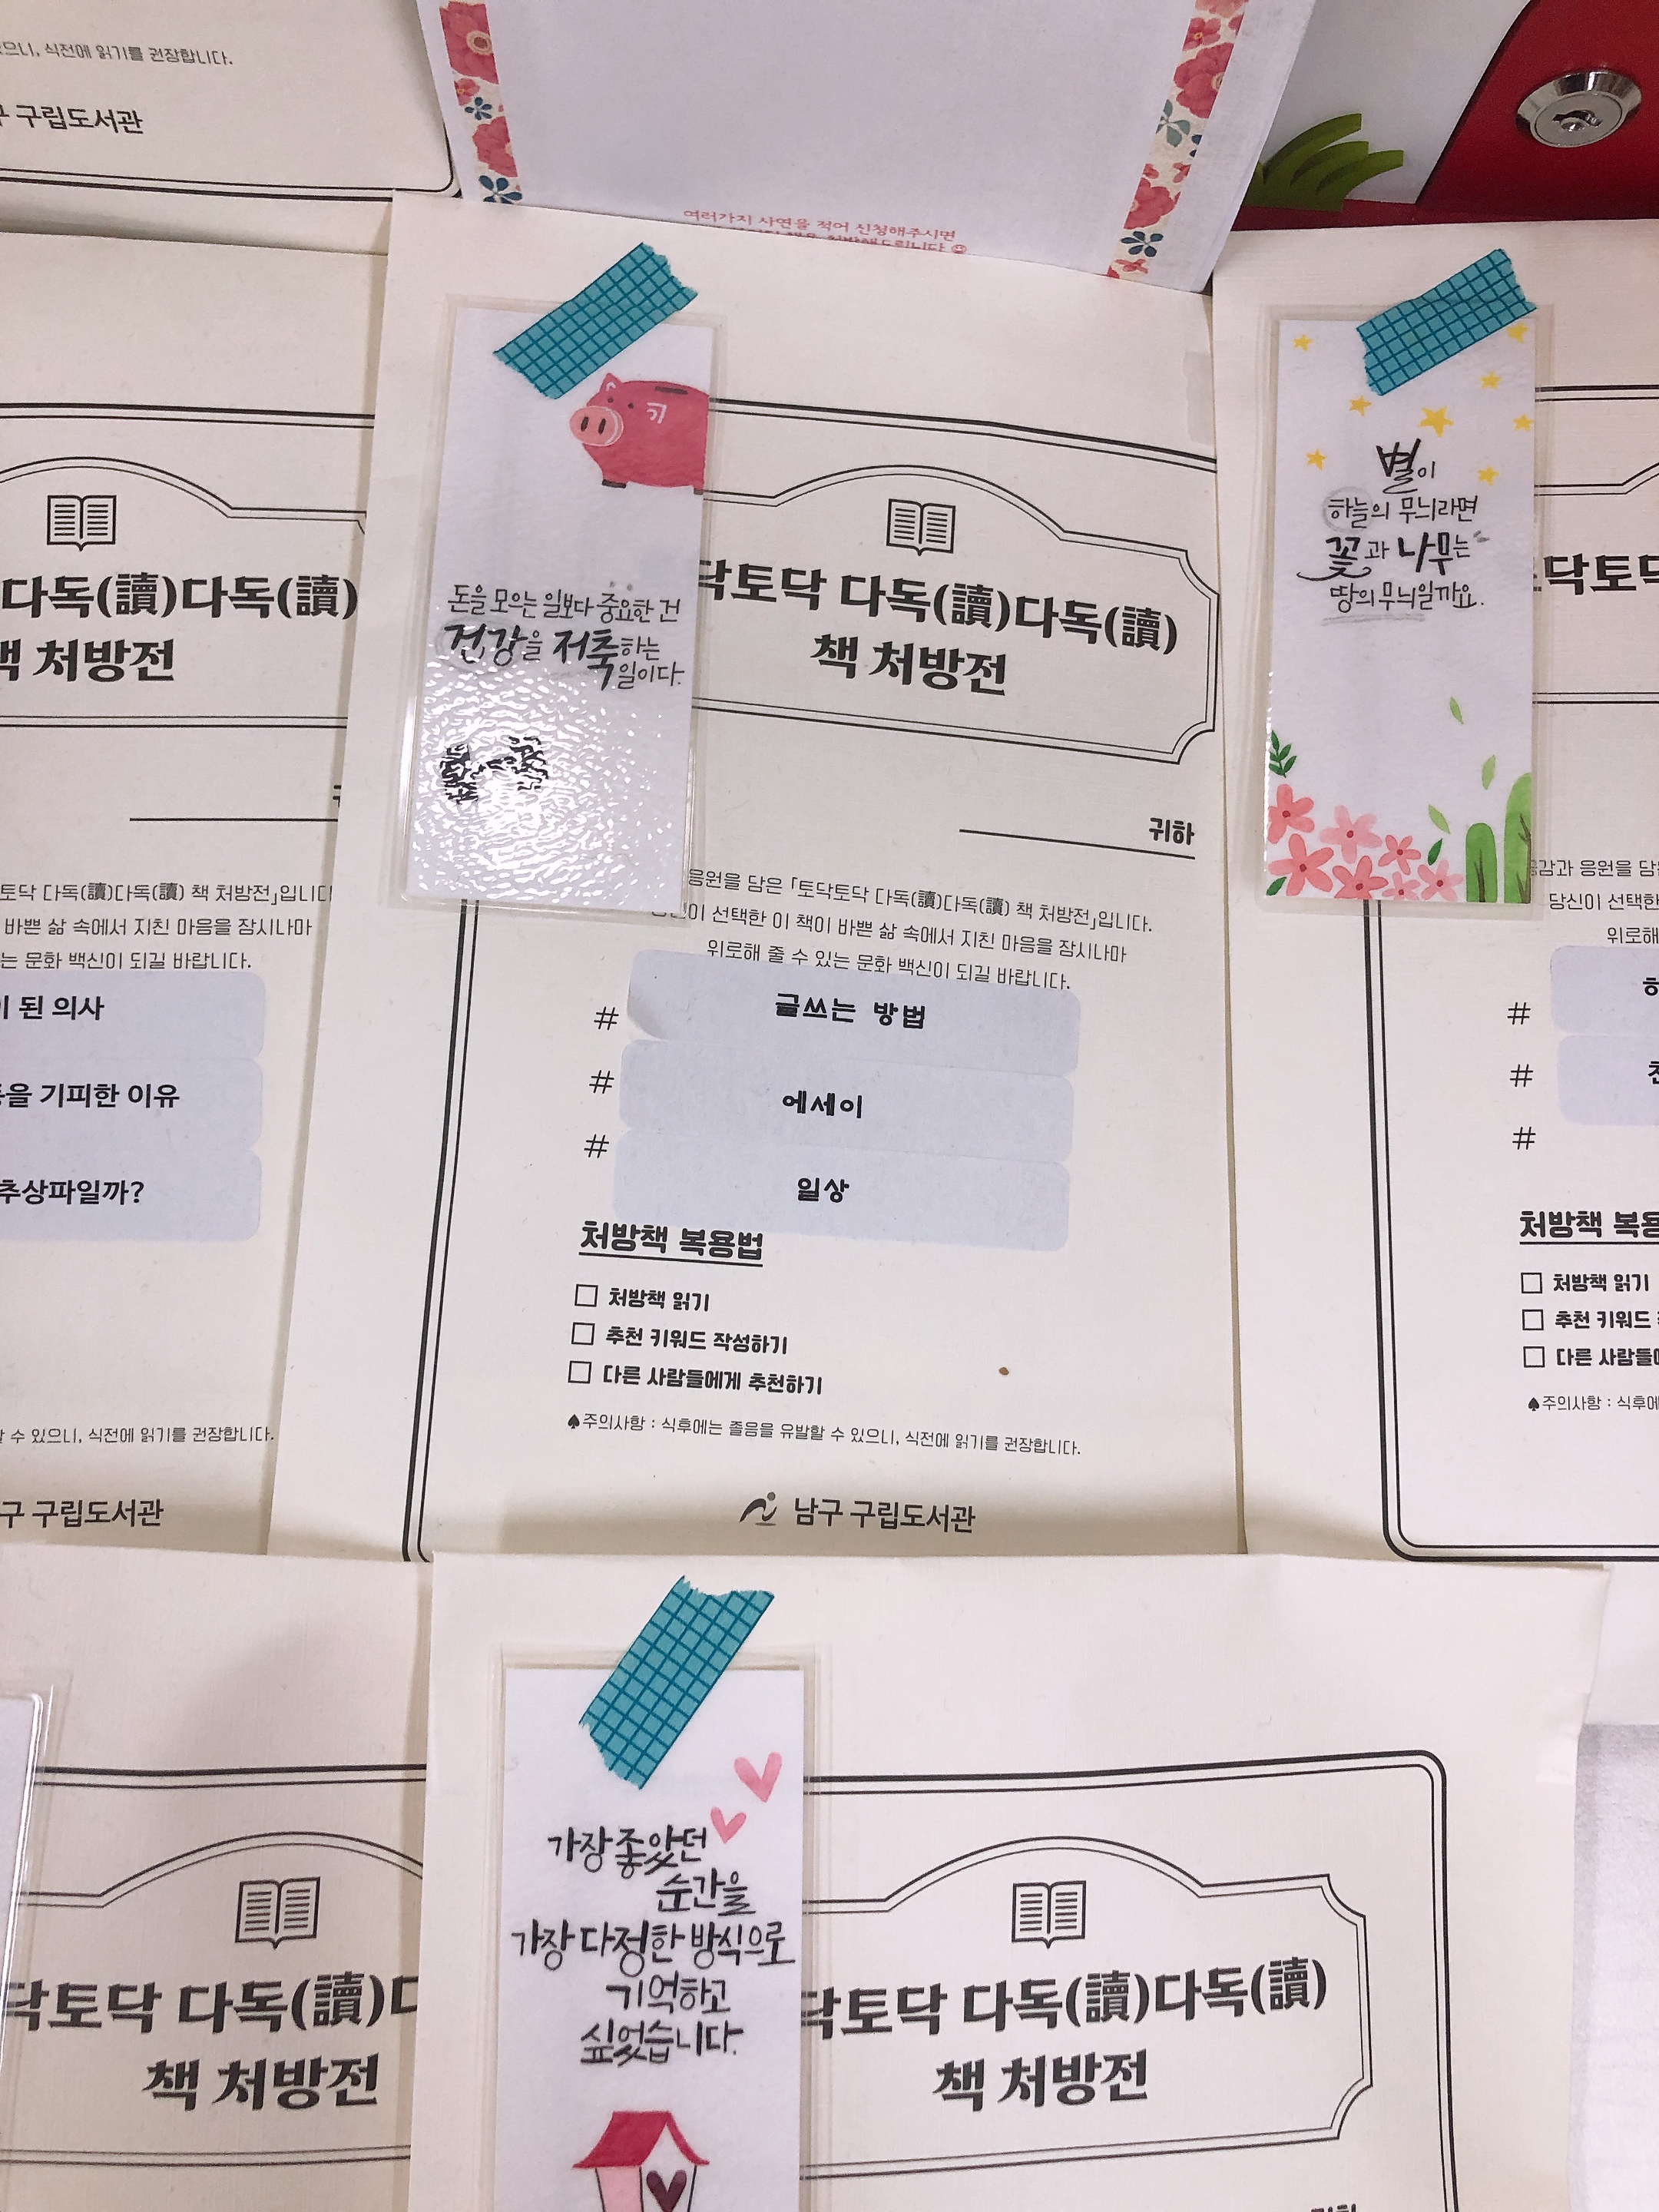 식전에 읽기를 권장합니다.
구립도서관
여러가지 사연을 적어 신청해주시면
돈을 모으는 일보다 중요한 건
건강을 저축하는
일이다.
별이
하늘의 무늬라면
꽃과 나무는
땅의 무늬일까요.
다독(讀)다독(讀)
처방전
토닥 다독(讀)다독(讀) 책 처방전」입니다
바쁜 삶 속에서 지친 마음을 잠시나마
는 문화 백신이 되길 바랍니다.
이 된 의사
을 기피한 이유
추상파일까?
수 있으니, 식전에 읽기를 권장합니다.
구 구립도서관
닥토닥 다독(讀)다독(讀)
책 처방전
귀하
응원을 담은 「토닥토닥 다독(讀)다독(讀) 책 처방전」입니다.
이 선택한 이 책이 바쁜 삶 속에서 지친 마음을 잠시나마
위로해 줄 수 있는 문화 백신이 되길 바랍니다.
# 글쓰는 방법
# 에세이
# 일상
처방책 복용법
□ 처방책 읽기
□ 추천 키워드 작성하기
□ 다른 사람들에게 추천하기
♠주의사항 : 식후에는 졸음을 유발할 수 있으니, 식전에 읽기를 권장합니다.
남구 구립도서관
닥토닥
공감과 응원을 담은
당신이 선택한
위로해
#
#
#
처방책 복용
□ 처방책 읽기
□ 추천 키워드
□ 다른 사람들에
♠주의사항 : 식후에
닥토닥 다독(讀)
책 처방전
가장 좋았던
순간을
가장 다정한 방식으로
기억하고
싶었습니다.
닥토닥 다독(讀)다독(讀)
책 처방전